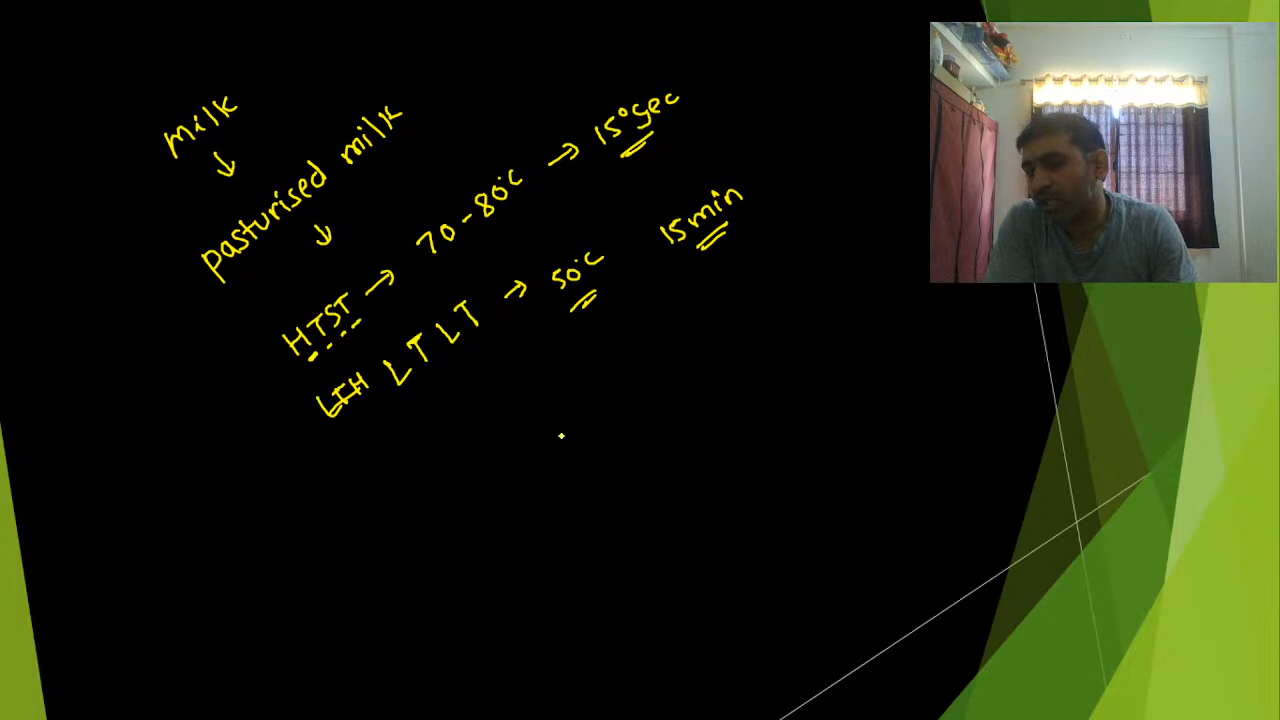 milk
↓
pasturised milk
↓
HTST → 70-80°C → 15°sec
LTH LTLT → 50°C 15min